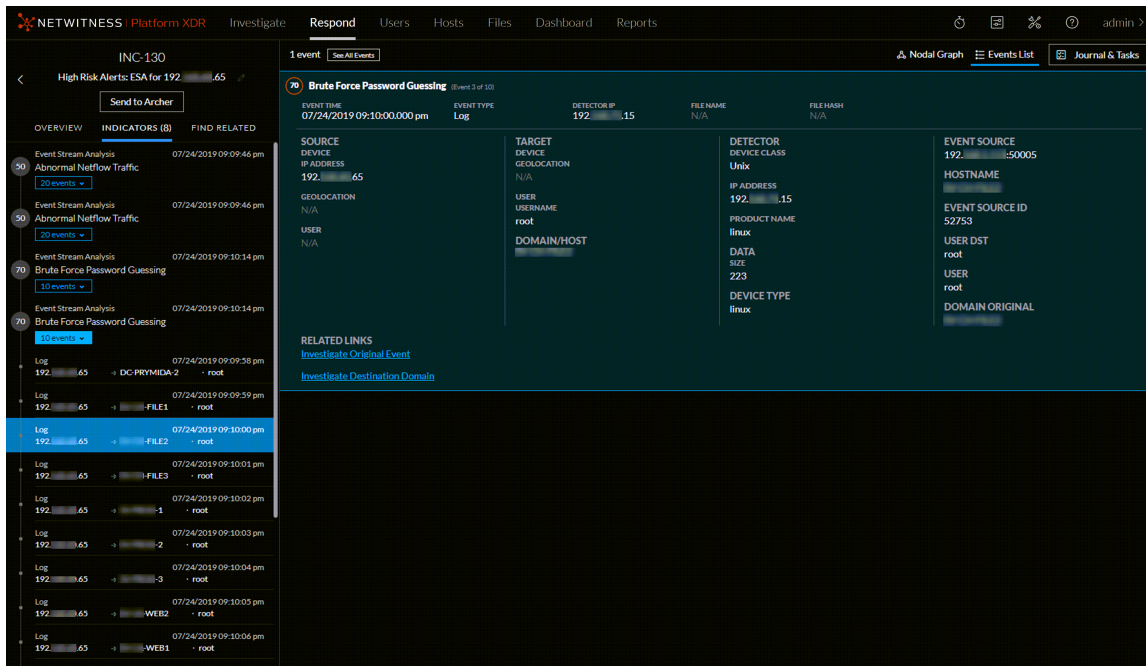 NETWITNESS | Platform XDR Investigate Respond Users Hosts Files Dashboard Reports admin >
INC-130
High Risk Alerts: ESA for 192. .65
Send to Archer
OVERVIEW INDICATORS (8) FIND RELATED
Event Stream Analysis 07/24/2019 09:09:46 pm
50 Abnormal Netflow Traffic
20 events
Event Stream Analysis 07/24/2019 09:09:46 pm
50 Abnormal Netflow Traffic
20 events
Event Stream Analysis 07/24/2019 09:10:14 pm
70 Brute Force Password Guessing
10 events
Event Stream Analysis 07/24/2019 09:10:14 pm
70 Brute Force Password Guessing
10 events
Log 07/24/2019 09:09:58 pm
192. .65 → DC-PRYMIDA-2 · root
Log 07/24/2019 09:09:59 pm
192. .65 → -FILE1 · root
Log 07/24/2019 09:10:00 pm
192. .65 → -FILE2 · root
Log 07/24/2019 09:10:01 pm
192. .65 → -FILE3 · root
Log 07/24/2019 09:10:02 pm
192. .65 → -1 · root
Log 07/24/2019 09:10:03 pm
192. .65 → -2 · root
Log 07/24/2019 09:10:04 pm
192. .65 → -3 · root
Log 07/24/2019 09:10:05 pm
192. .65 → -WEB2 · root
Log 07/24/2019 09:10:06 pm
192. .65 → -WEB1 · root
1 event See All Events Nodal Graph Events List Journal & Tasks
70 Brute Force Password Guessing (Event 3 of 10)
EVENT TIME EVENT TYPE DETECTOR IP FILE NAME FILE HASH
07/24/2019 09:10:00.000 pm Log 192. .15 N/A N/A
SOURCE
DEVICE
IP ADDRESS
192. .65
GEOLOCATION
N/A
USER
N/A
TARGET
DEVICE
GEOLOCATION
N/A
USER
USERNAME
root
DOMAIN/HOST
DETECTOR
DEVICE CLASS
Unix
IP ADDRESS
192. .15
PRODUCT NAME
linux
DATA
SIZE
223
DEVICE TYPE
linux
EVENT SOURCE
192. :50005
HOSTNAME
EVENT SOURCE ID
52753
USER DST
root
USER
root
DOMAIN ORIGINAL
RELATED LINKS
Investigate Original Event
Investigate Destination Domain